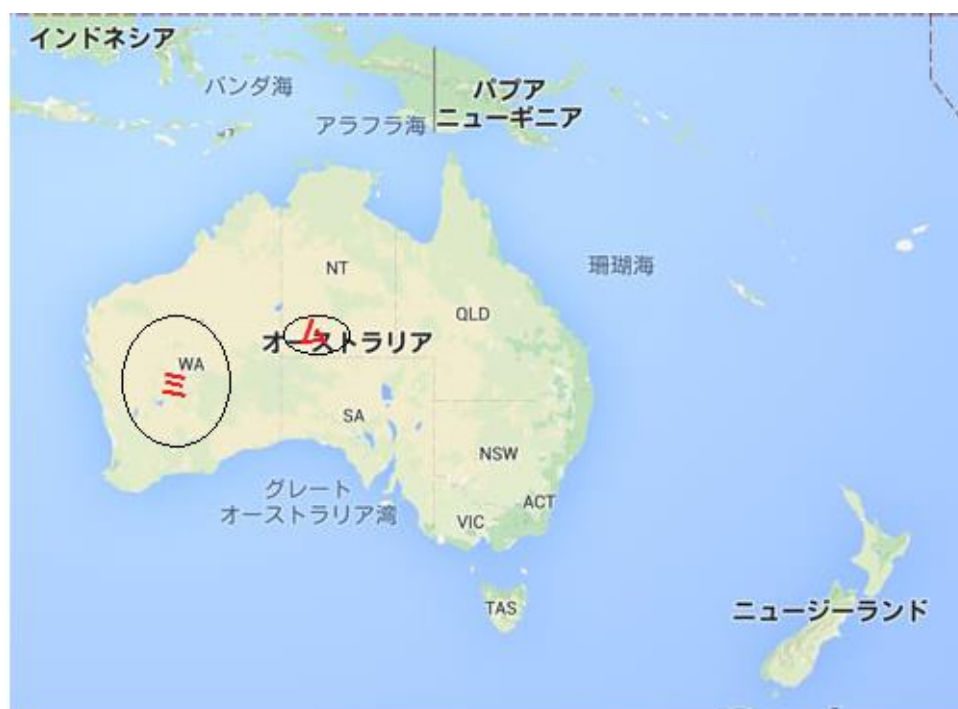 インドネシア
バンダ海
パプア
ニューギニア
アラフラ海
珊瑚海
NT
QLD
オーストラリア
WA
SA
NSW
グレート
オーストラリア湾
ACT
VIC
TAS
ニュージーランド